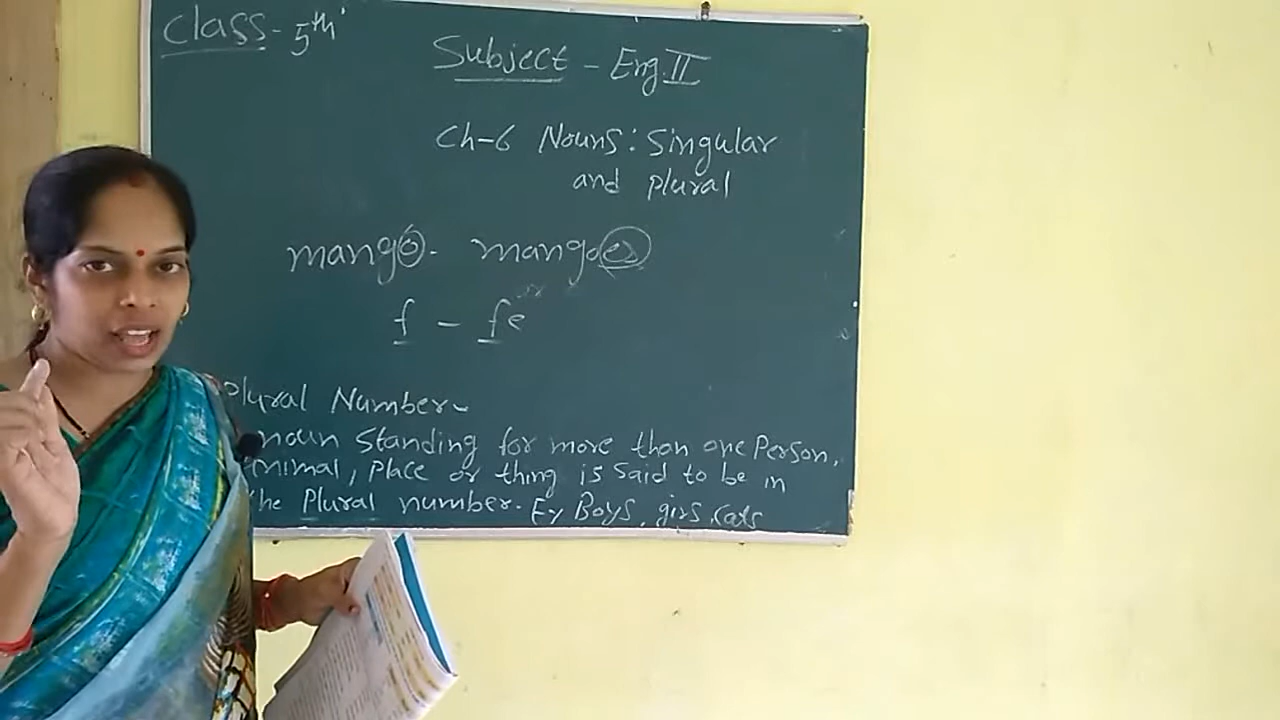 Class - 5th
Subject - Eng. II
Ch-6 Nouns: Singular
and Plural
mango - mangoes
f - fe
Plural Number -
noun Standing for more than one Person,
Animal, Place or thing is Said to be in
the Plural number. Ex Boys, girs, Cats